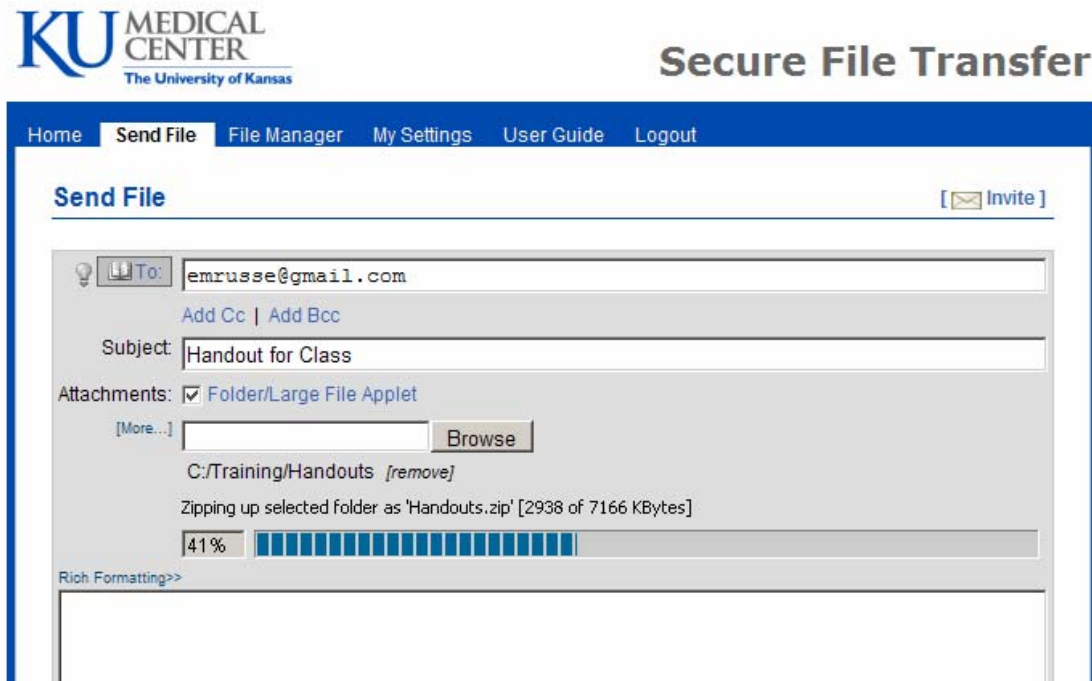 KU MEDICAL
CENTER
The University of Kansas
Secure File Transfer
Home Send File File Manager My Settings User Guide Logout
Send File [ Invite ]
To: emrusse@gmail.com
Add Cc | Add Bcc
Subject: Handout for Class
Attachments: Folder/Large File Applet
[More...] Browse
C:/Training/Handouts [remove]
Zipping up selected folder as 'Handouts.zip' [2938 of 7166 KBytes]
41%
Rich Formatting>>